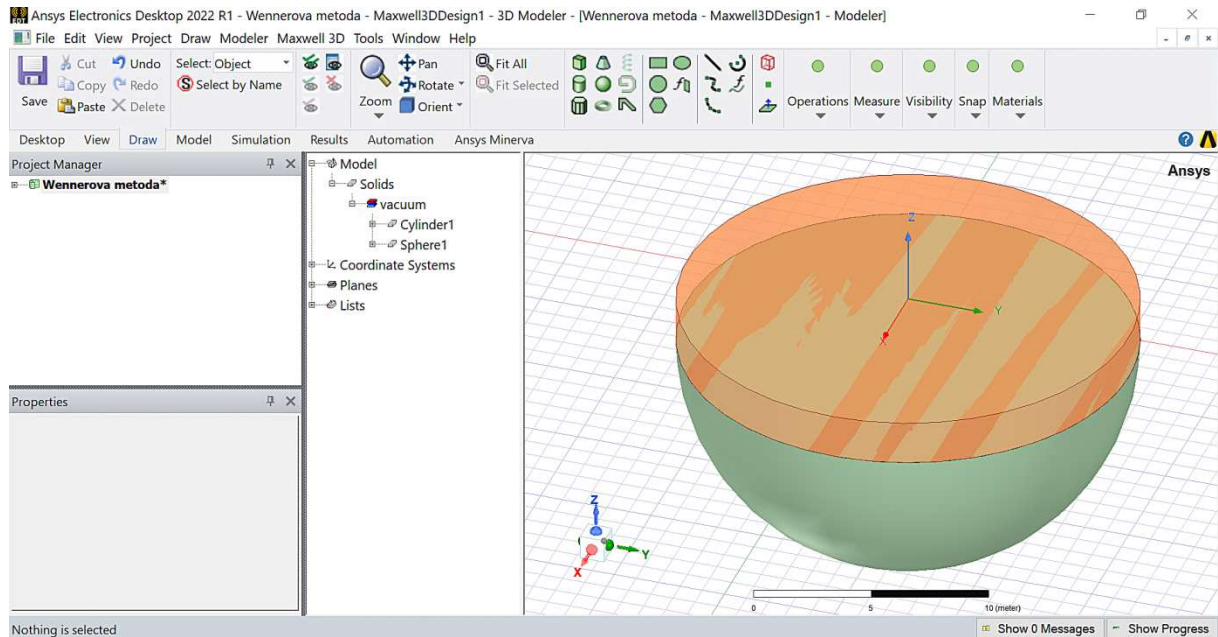 Ansys Electronics Desktop 2022 R1 - Wennerova metoda - Maxwell3DDesign1 - 3D Modeler - [Wennerova metoda - Maxwell3DDesign1 - Modeler]
File Edit View Project Draw Modeler Maxwell 3D Tools Window Help
Save
Cut Undo
Copy Redo
Paste Delete
Select: Object
Select by Name
Zoom
Pan
Rotate
Orient
Fit All
Fit Selected
Operations Measure Visibility Snap Materials
Desktop View Draw Model Simulation Results Automation Ansys Minerva
Project Manager
Wennerova metoda*
Properties
Model
Solids
vacuum
Cylinder1
Sphere1
Coordinate Systems
Planes
Lists
Ansys
Z
Y
X
Z
Y
X
0 5 10 (meter)
Nothing is selected
Show 0 Messages
Show Progress